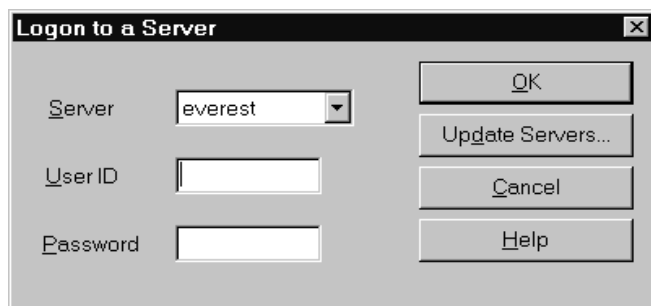 Logon to a Server
Server everest
User ID
Password
OK
Update Servers...
Cancel
Help